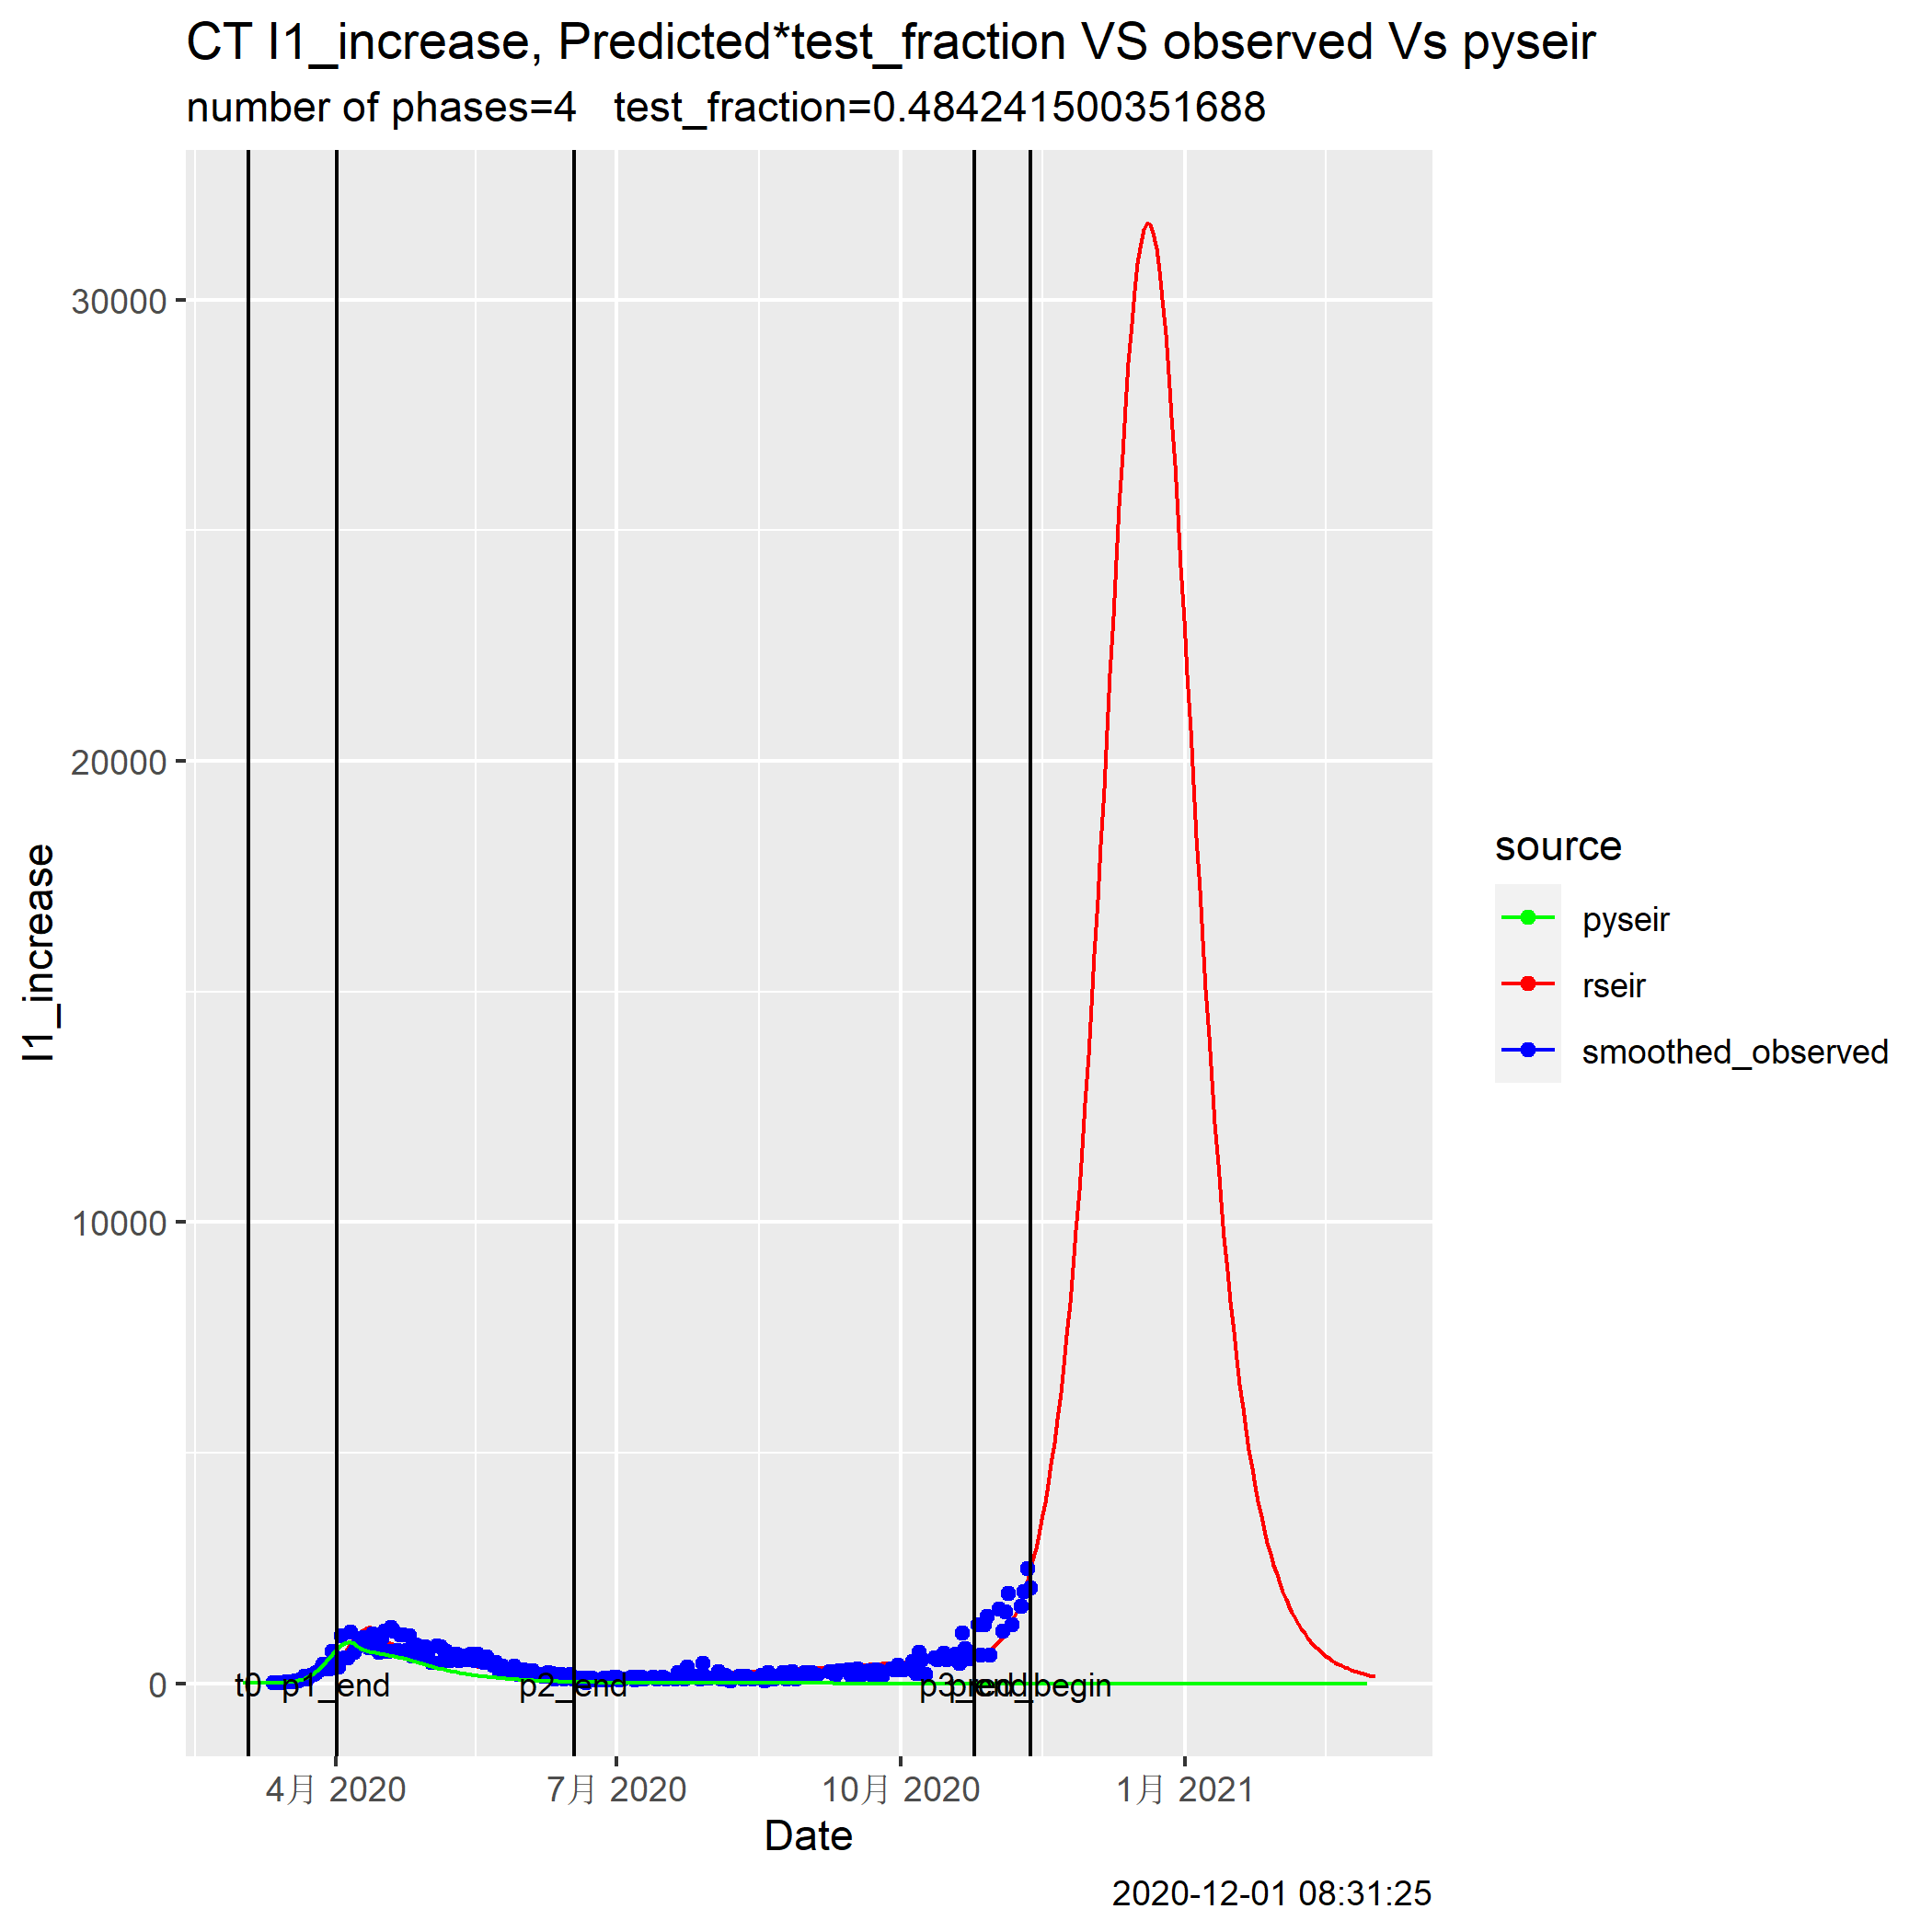 CT I1_increase, Predicted*test_fraction VS observed Vs pyseir
number of phases=4   test_fraction=0.484241500351688
30000
20000
10000
0
I1_increase
t0
p1_end
p2_end
p3_end
pred_begin
4月 2020
7月 2020
10月 2020
1月 2021
Date
source
pyseir
rseir
smoothed_observed
2020-12-01 08:31:25